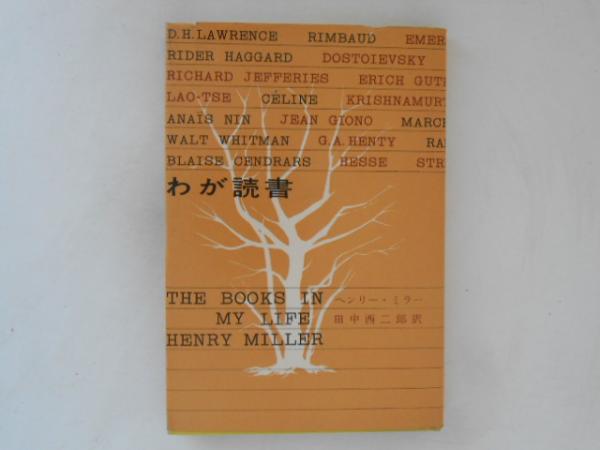 D.H. LAWRENCE RIMBAUD EMER
RIDER HAGGARD DOSTOIEVSKY
RICHARD JEFFERIES ERICH GUTK
LAO-TSE CÉLINE KRISHNAMURT
ANAÏS NIN JEAN GIONO MARCE
WALT WHITMAN G.A. HENTY RA
BLAISE CENDRARS HESSE STR
わが読書
THE BOOKS IN
MY LIFE
HENRY MILLER
ヘンリー・ミラー
田中西二郎訳